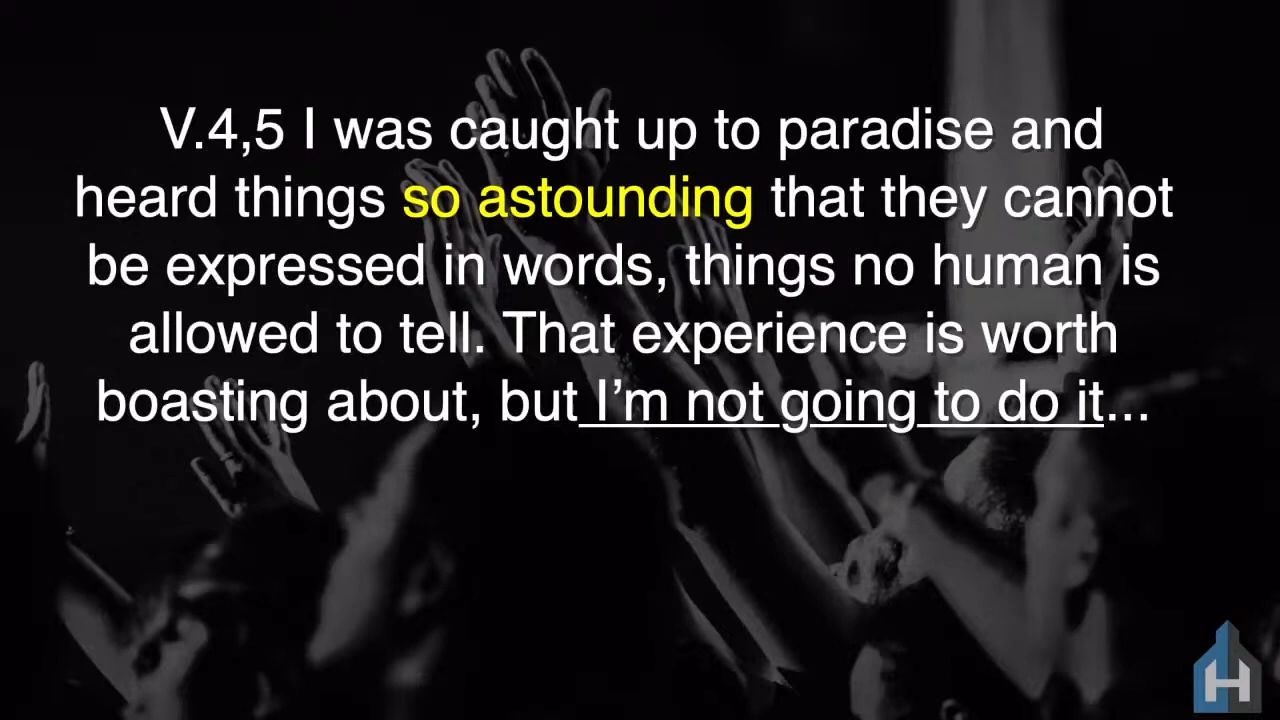 V.4,5 I was caught up to paradise and
heard things so astounding that they cannot
be expressed in words, things no human is
allowed to tell. That experience is worth
boasting about, but I’m not going to do it...
H